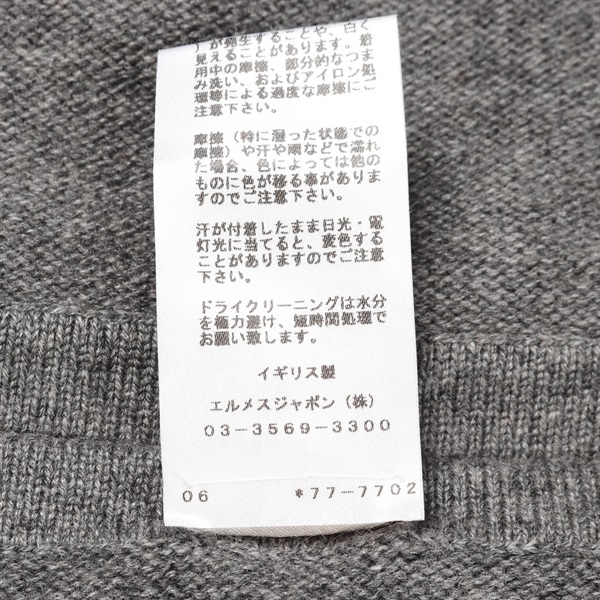 が発生することや、白く
見えることがあります。着
用中の摩擦、部分的なつま
み洗い、およびアイロン処
理等による過度な摩擦にご
注意下さい。
摩擦（特に湿った状態での
摩擦）や汗や雨などで濡れ
た場合、色によっては他の
ものに色が移る事がありま
すのでご注意下さい。
汗が付着したまま日光・電
灯光に当てると、変色する
ことがありますのでご注意
下さい。
ドライクリーニングは水分
を極力避け、短時間処理で
お願い致します。
イギリス製
エルメスジャポン（株）
03-3569-3300
06 *77-7702